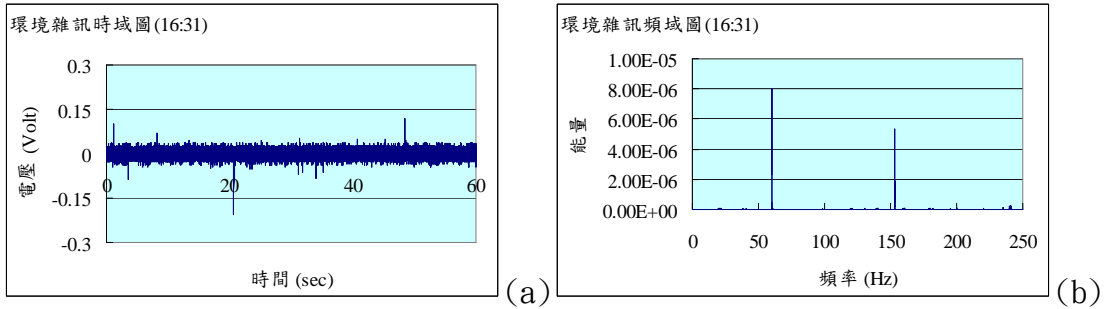 環境雜訊時域圖(16:31)
0.3
0.15
0
-0.15
-0.3
電壓 (Volt)
0 20 40 60
時間 (sec)
(a)
環境雜訊頻域圖(16:31)
1.00E-05
8.00E-06
6.00E-06
4.00E-06
2.00E-06
0.00E+00
能量
0 50 100 150 200 250
頻率 (Hz)
(b)